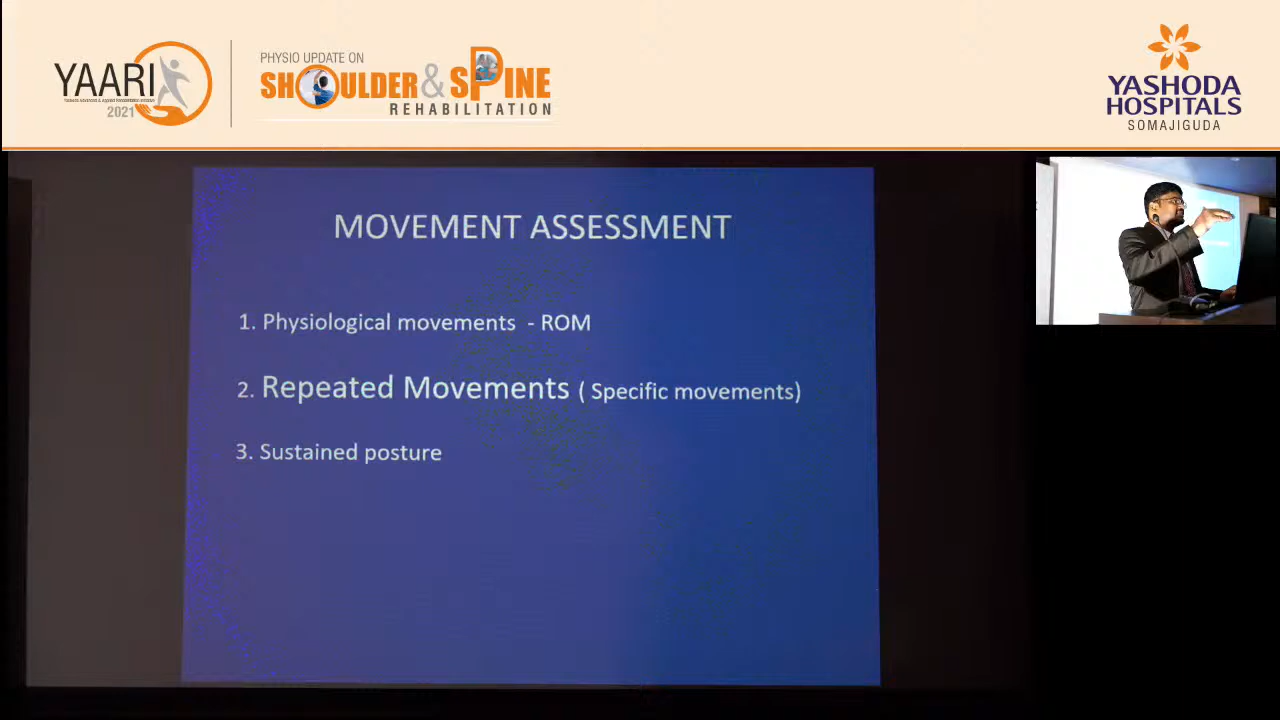 YAARI
2021
PHYSIO UPDATE ON
SHOULDER & SPINE
REHABILITATION
YASHODA
HOSPITALS
SOMAJIGUDA
MOVEMENT ASSESSMENT
1. Physiological movements - ROM
2. Repeated Movements ( Specific movements)
3. Sustained posture